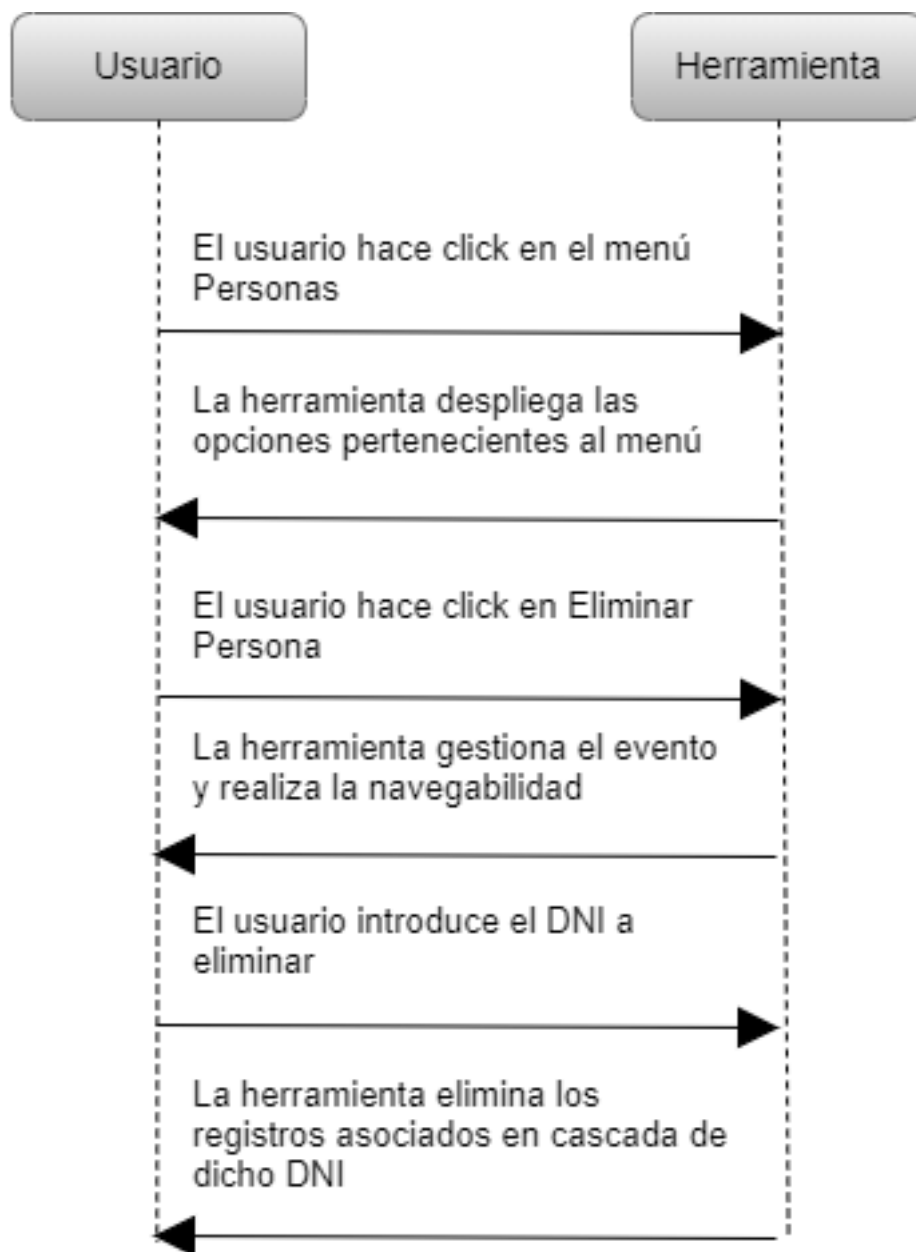 Usuario
Herramienta
El usuario hace click en el menú
Personas
La herramienta despliega las
opciones pertenecientes al menú
El usuario hace click en Eliminar
Persona
La herramienta gestiona el evento
y realiza la navegabilidad
El usuario introduce el DNI a
eliminar
La herramienta elimina los
registros asociados en cascada de
dicho DNI